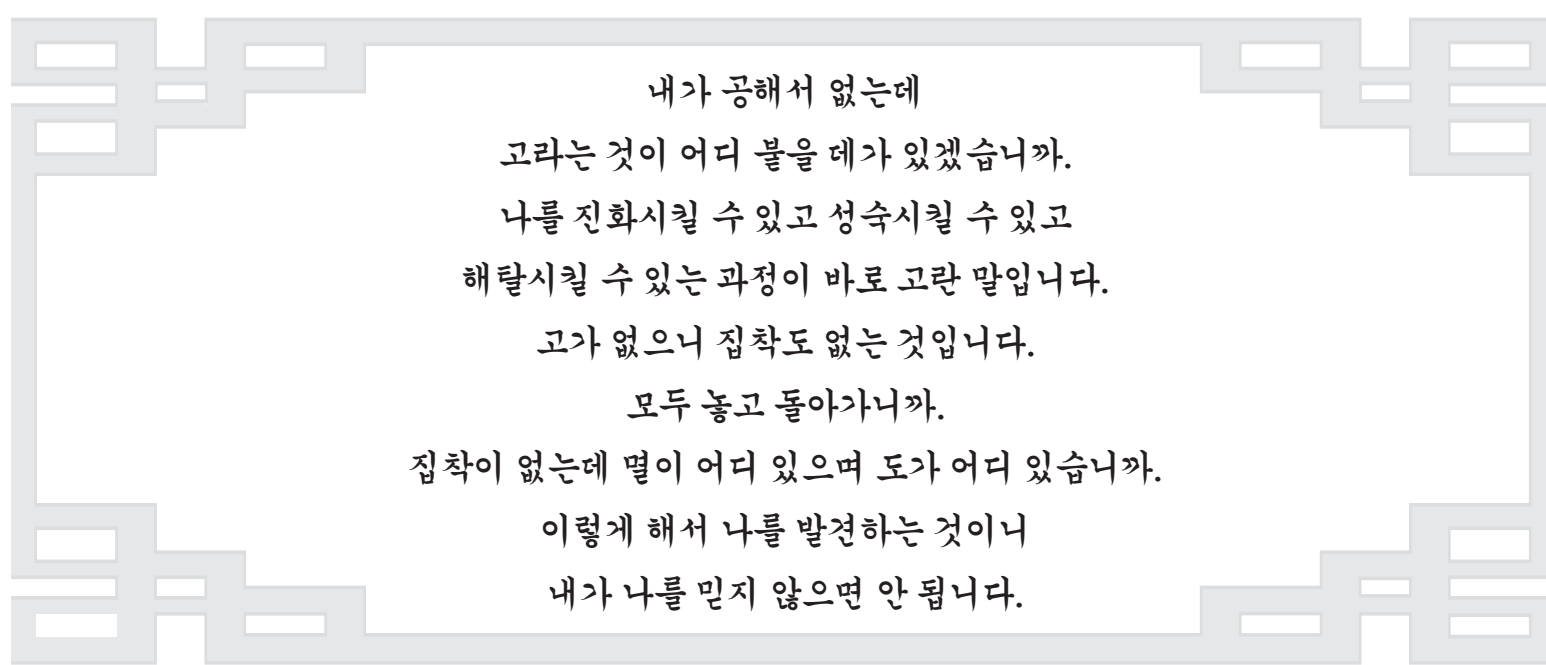 내가 공해서 없는데
고라는 것이 어디 붙을 데가 있겠습니까.
나를 진화시킬 수 있고 성숙시킬 수 있고
해탈시킬 수 있는 과정이 바로 고란 말입니다.
고가 없으니 집착도 없는 것입니다.
모두 놓고 돌아가니까.
집착이 없는데 멸이 어디 있으며 도가 어디 있습니까.
이렇게 해서 나를 발견하는 것이니
내가 나를 믿지 않으면 안 됩니다.